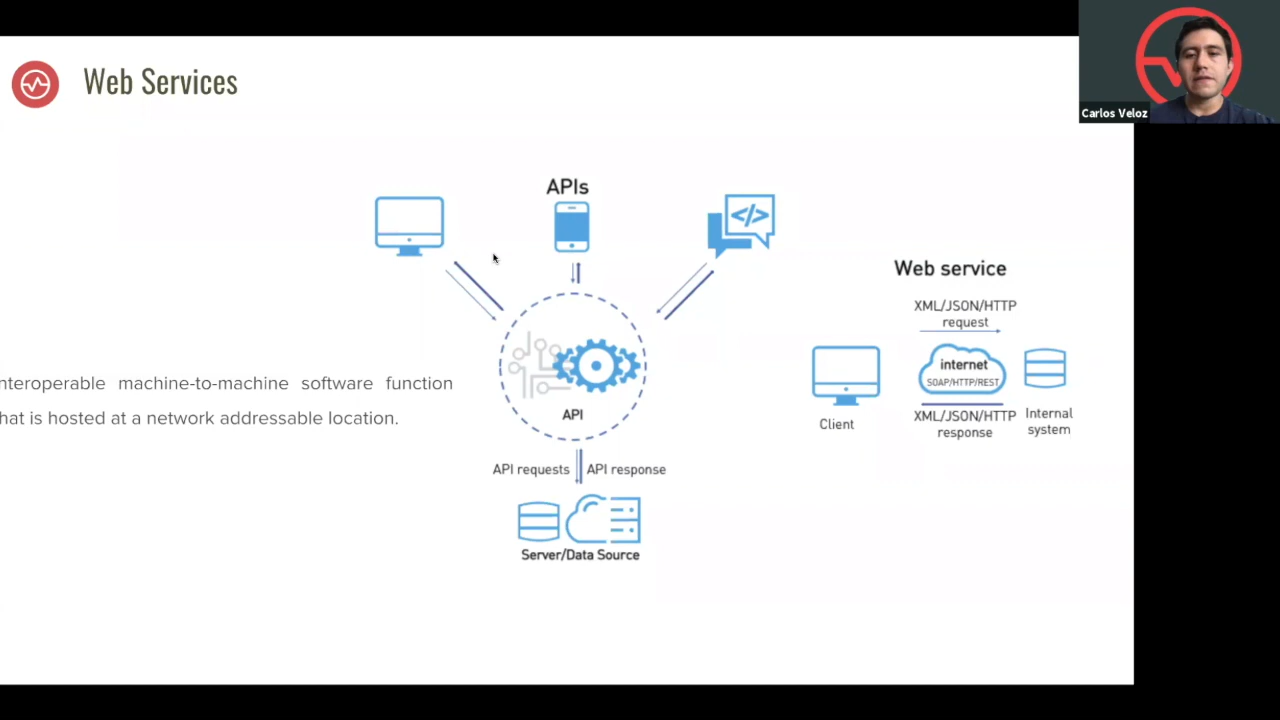 Web Services
Carlos Veloz
APIs
Web service
XML/JSON/HTTP
request
internet
SOAP/HTTP/REST
XML/JSON/HTTP
response
Client
Internal
system
nteroperable machine-to-machine software function
hat is hosted at a network addressable location.
API
API requests
API response
Server/Data Source